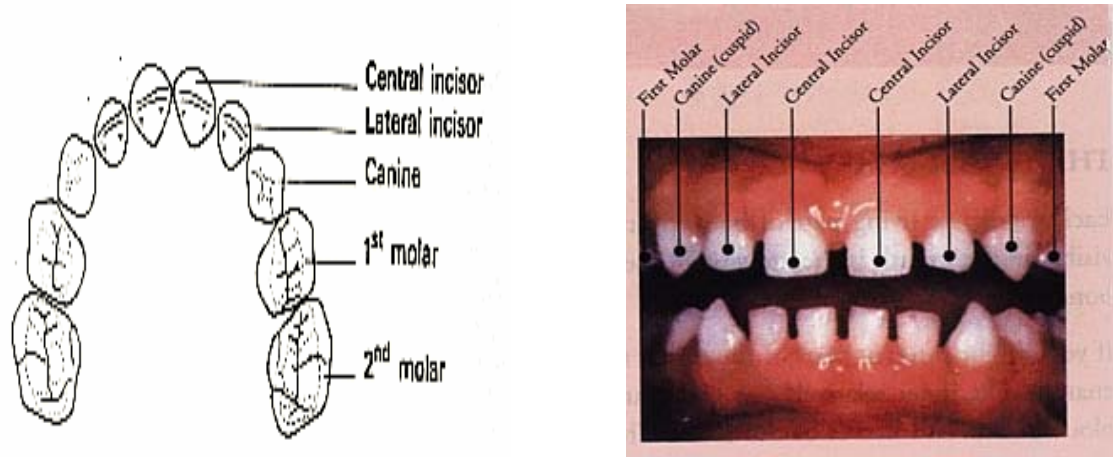 Central incisor
Lateral incisor
Canine
1st molar
2nd molar
First Molar
Canine (cuspid)
Lateral Incisor
Central Incisor
Central Incisor
Lateral Incisor
Canine (cuspid)
First Molar